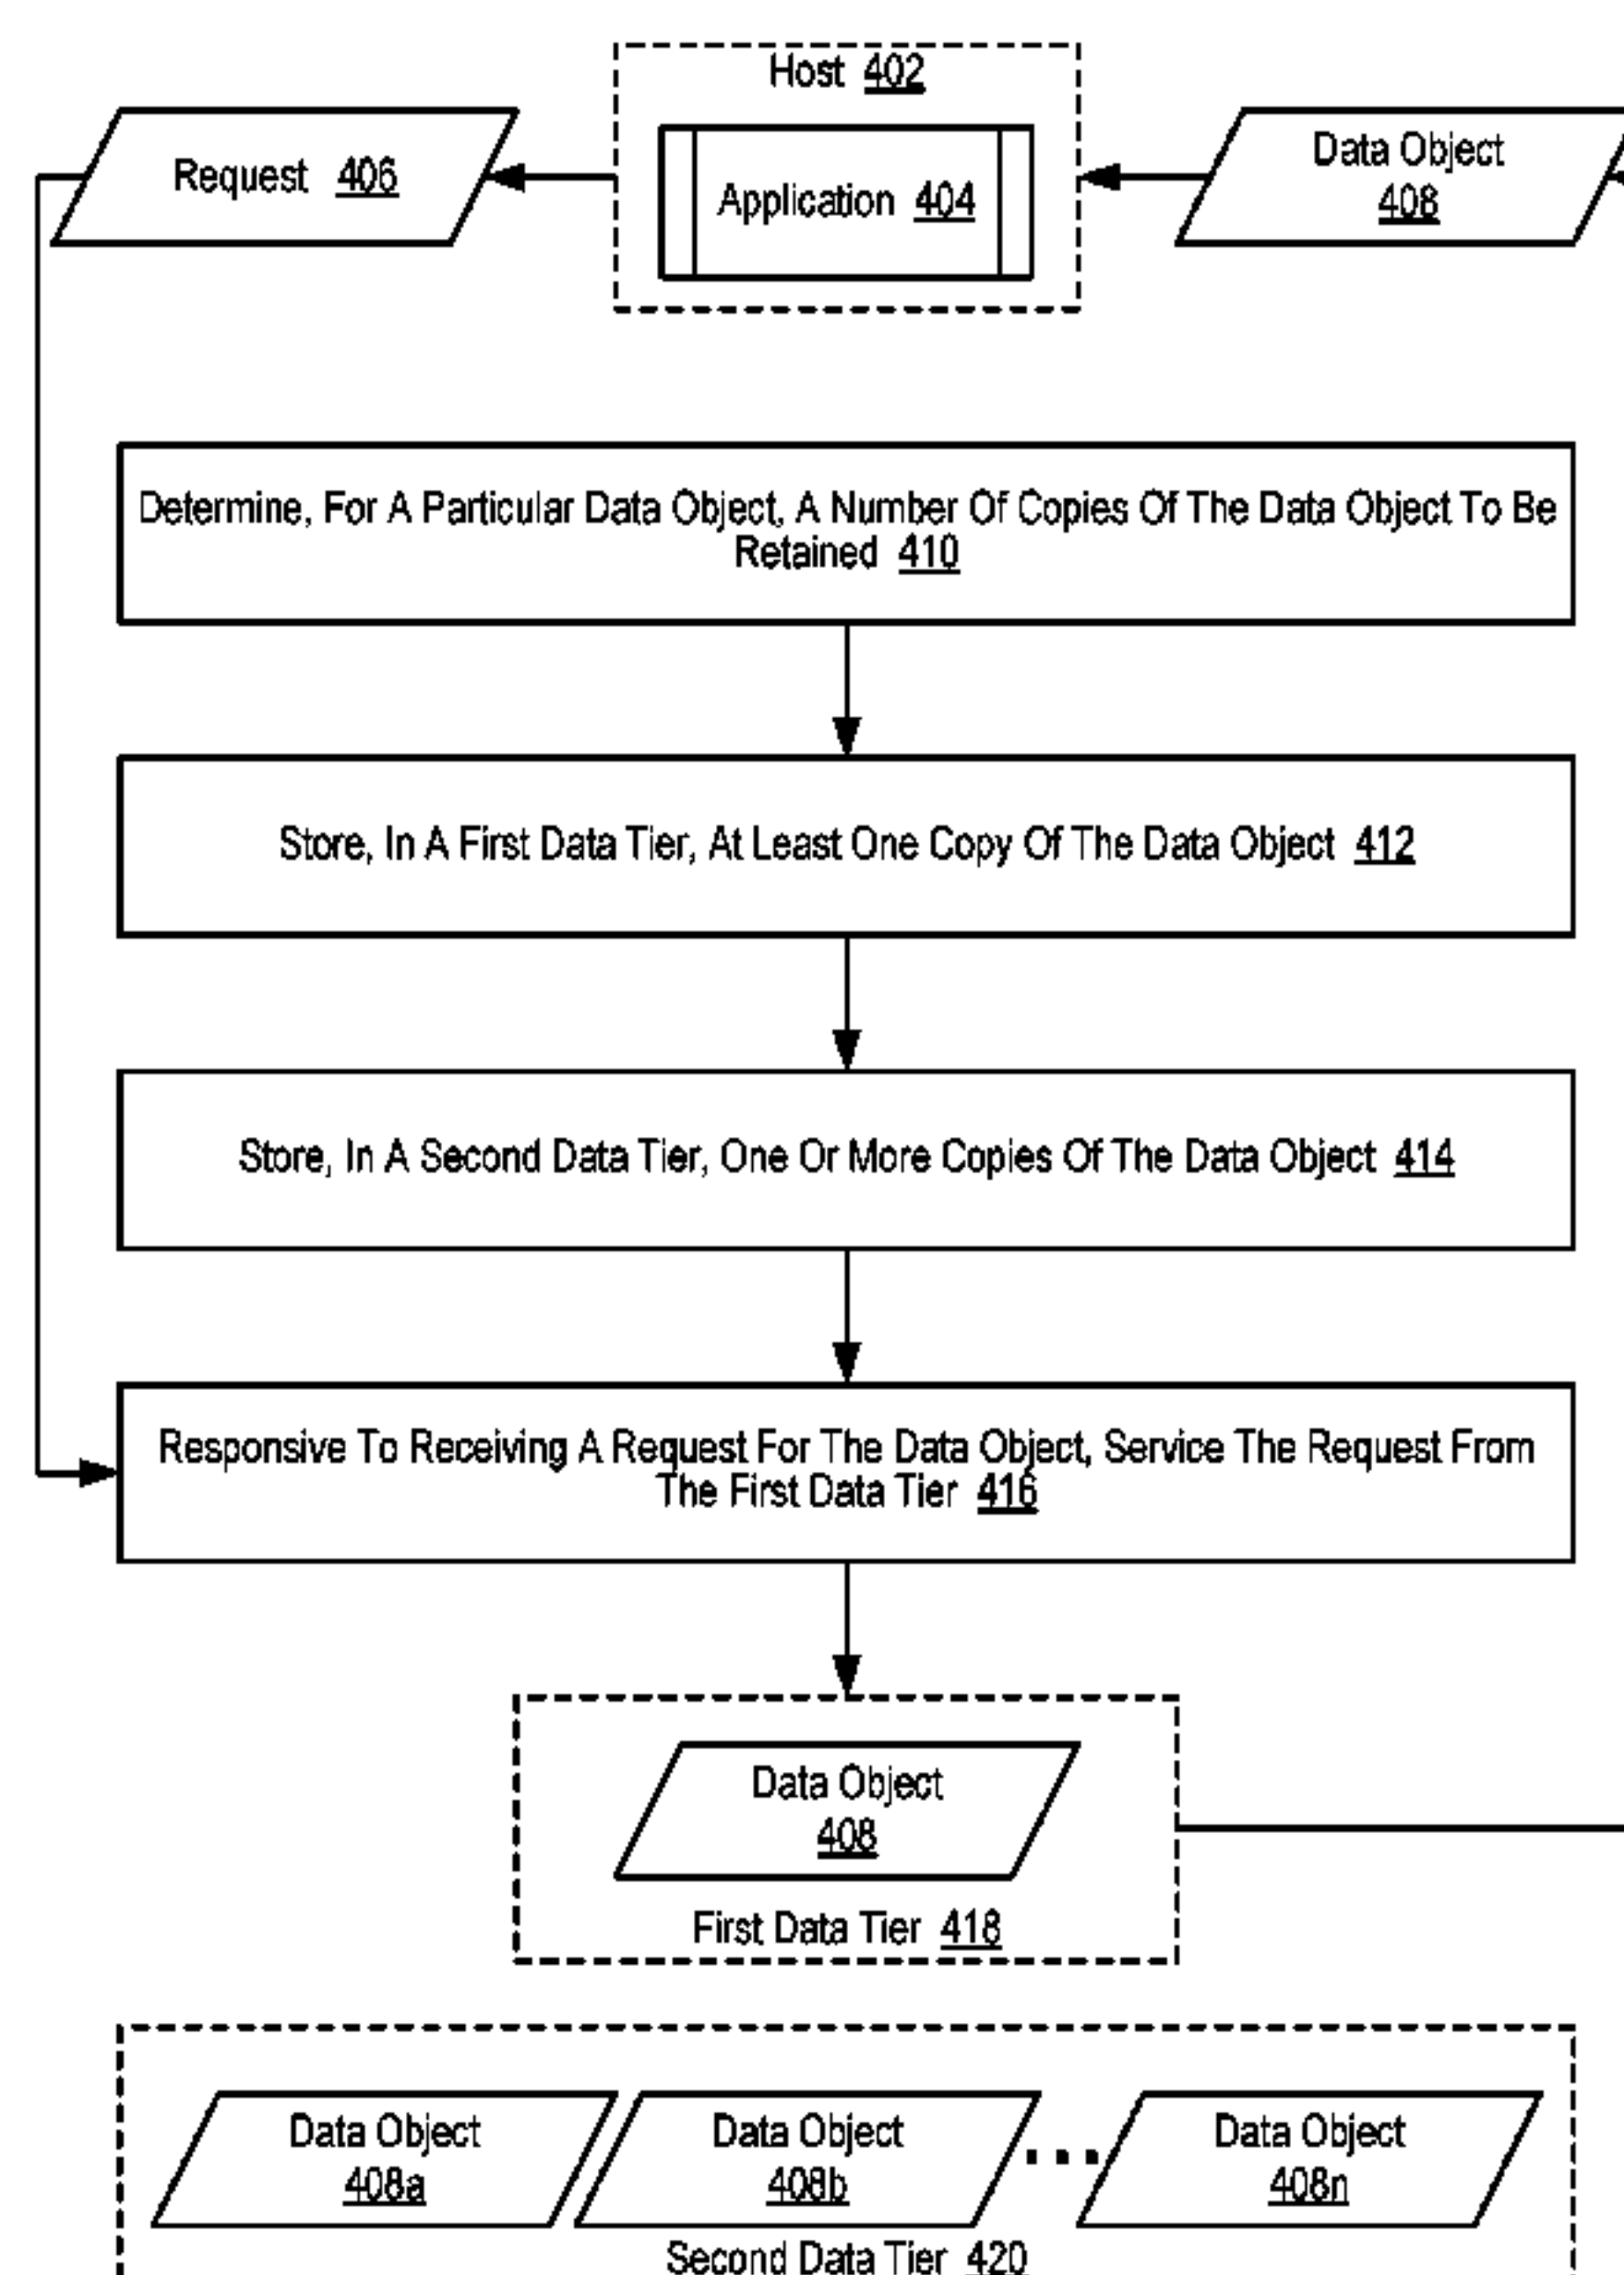 Host 402
Request 406
Application 404
Data Object
408
Determine, For A Particular Data Object, A Number Of Copies Of The Data Object To Be
Retained 410
Store, In A First Data Tier, At Least One Copy Of The Data Object 412
Store, In A Second Data Tier, One Or More Copies Of The Data Object 414
Responsive To Receiving A Request For The Data Object, Service The Request From
The First Data Tier 416
Data Object
408
First Data Tier 418
Data Object
408a
Data Object
408b
...
Data Object
408n
Second Data Tier 420